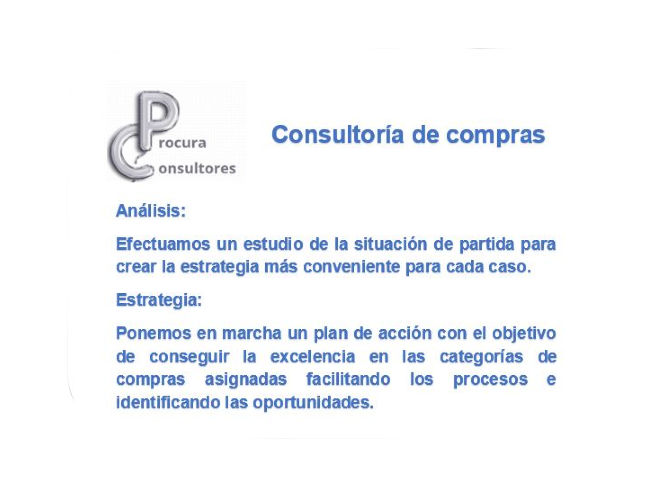 Procura
Consultores
Consultoría de compras
Análisis:
Efectuamos un estudio de la situación de partida para
crear la estrategia más conveniente para cada caso.
Estrategia:
Ponemos en marcha un plan de acción con el objetivo
de conseguir la excelencia en las categorías de
compras asignadas facilitando los procesos e
identificando las oportunidades.